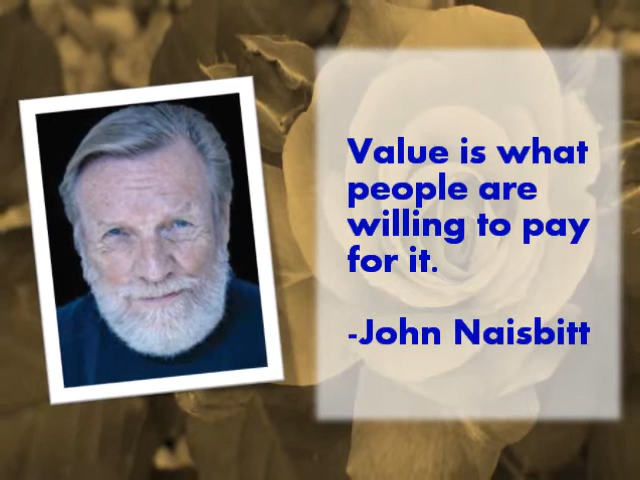 Value is what
people are
willing to pay
for it.
-John Naisbitt